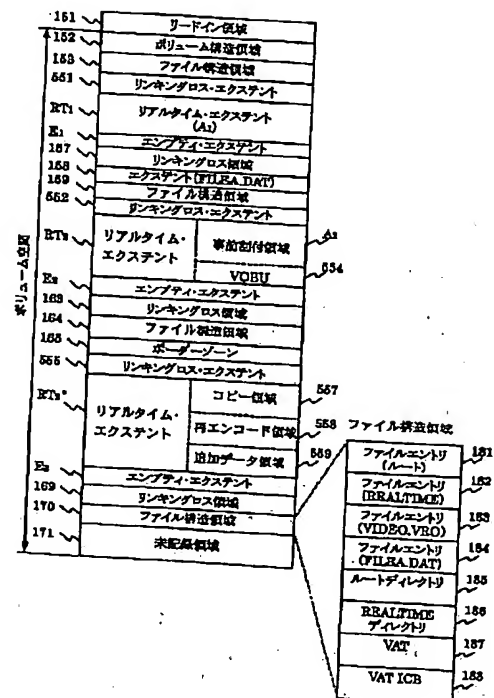 151 リードイン領域
152 ボリューム構造領域
153 ファイル構造領域
551 リンキングロス・エクステント
RT1 リアルタイム・エクステント
(A1)
E1 エンプティ・エクステント
157 リンキングロス領域
158 エクステント(FILEA.DAT)
159 ファイル構造領域
552 リンキングロス・エクステント
リアルタイム・
エクステント
事前割付領域
VOBU 554
エンプティ・エクステント
163 リンキングロス領域
164 ファイル構造領域
165 ボーダーゾーン
555 リンキングロス・エクステント
リアルタイム・
エクステント
コピー領域 557
再エンコード領域 558
追加データ領域 559
エンプティ・エクステント
169 リンキングロス領域
170 ファイル構造領域
171 未記録領域
ボリューム空間
ファイル構造領域
ファイルエントリ
(ルート) 181
ファイルエントリ
(REALTIME) 182
ファイルエントリ
(VIDEO.VRO) 183
ファイルエントリ
(FILEA.DAT) 184
ルートディレクトリ 185
REALTIME
ディレクトリ 186
VAT 187
VAT ICB 188